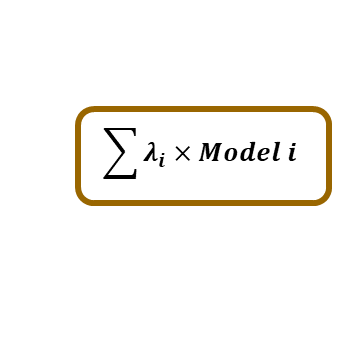 ∑ λᵢ × Model i